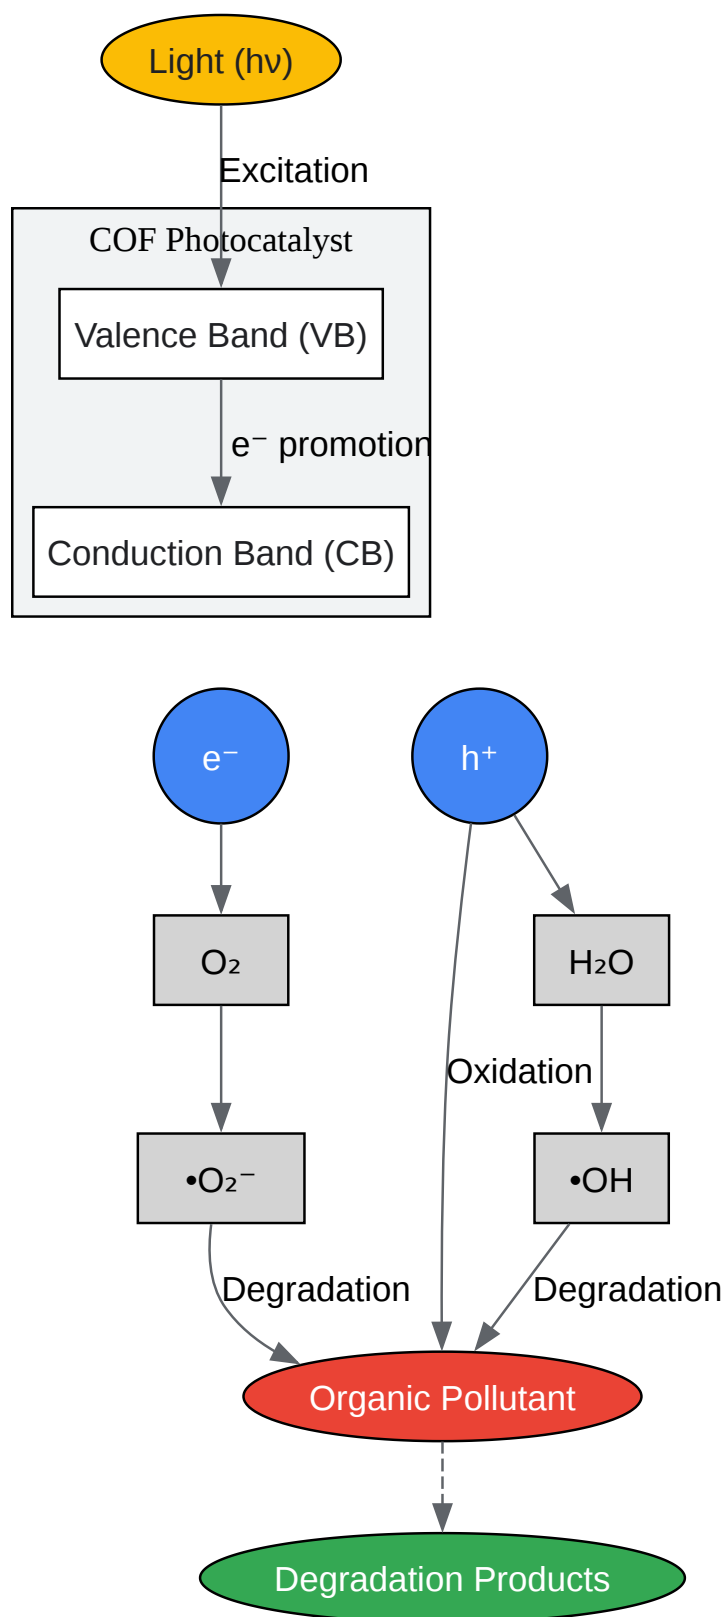 Light (hν)
Excitation
COF Photocatalyst
Valence Band (VB)
e⁻ promotion
Conduction Band (CB)
e⁻
h⁺
O₂
H₂O
Oxidation
•O₂⁻
•OH
Degradation
Degradation
Organic Pollutant
Degradation Products